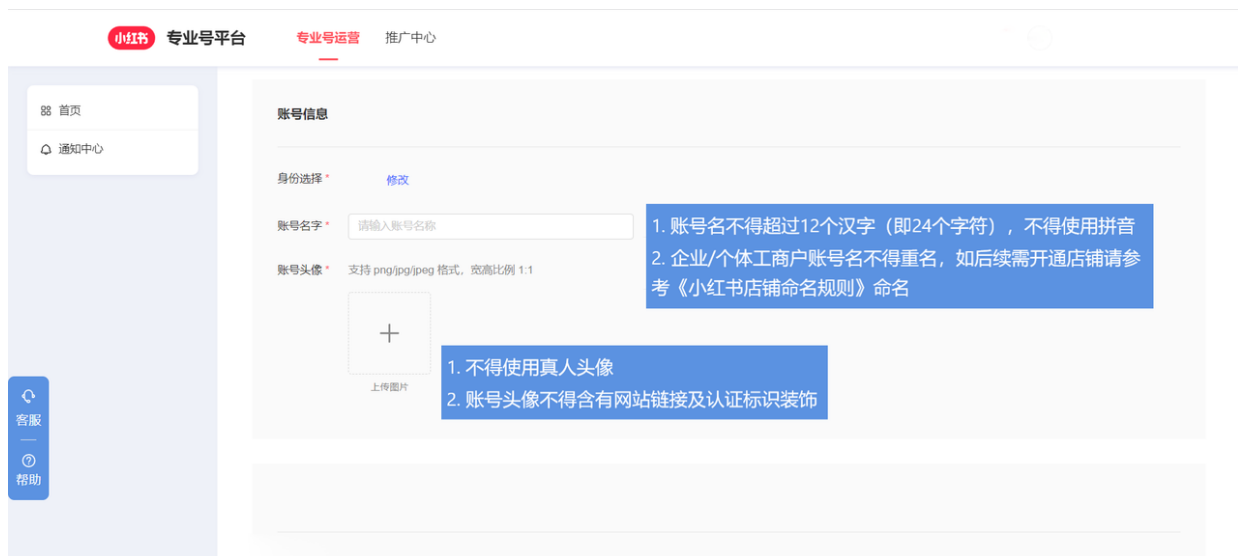 小红书 专业号平台 专业号运营 推广中心
首页
通知中心
账号信息
身份选择 * 修改
账号名字 * 请输入账号名称
1. 账号名不得超过12个汉字（即24个字符），不得使用拼音
2. 企业/个体工商户账号名不得重名，如后续需开通店铺请参
考《小红书店铺命名规则》命名
账号头像 * 支持 png/jpg/jpeg 格式，宽高比例 1:1
上传图片
1. 不得使用真人头像
2. 账号头像不得含有网站链接及认证标识装饰
客服
帮助